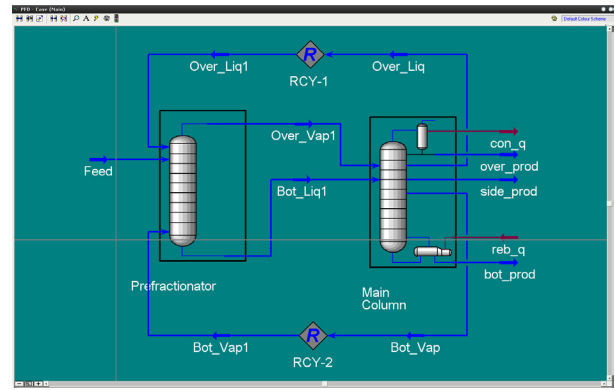 PFD - Case (Main)
Default Colour Scheme
R
Over_Liq1
Over_Liq
RCY-1
Over_Vap1
con_q
Feed
over_prod
Bot_Liq1
side_prod
reb_q
bot_prod
Prefractionator
Main
Column
R
Bot_Vap1
Bot_Vap
RCY-2